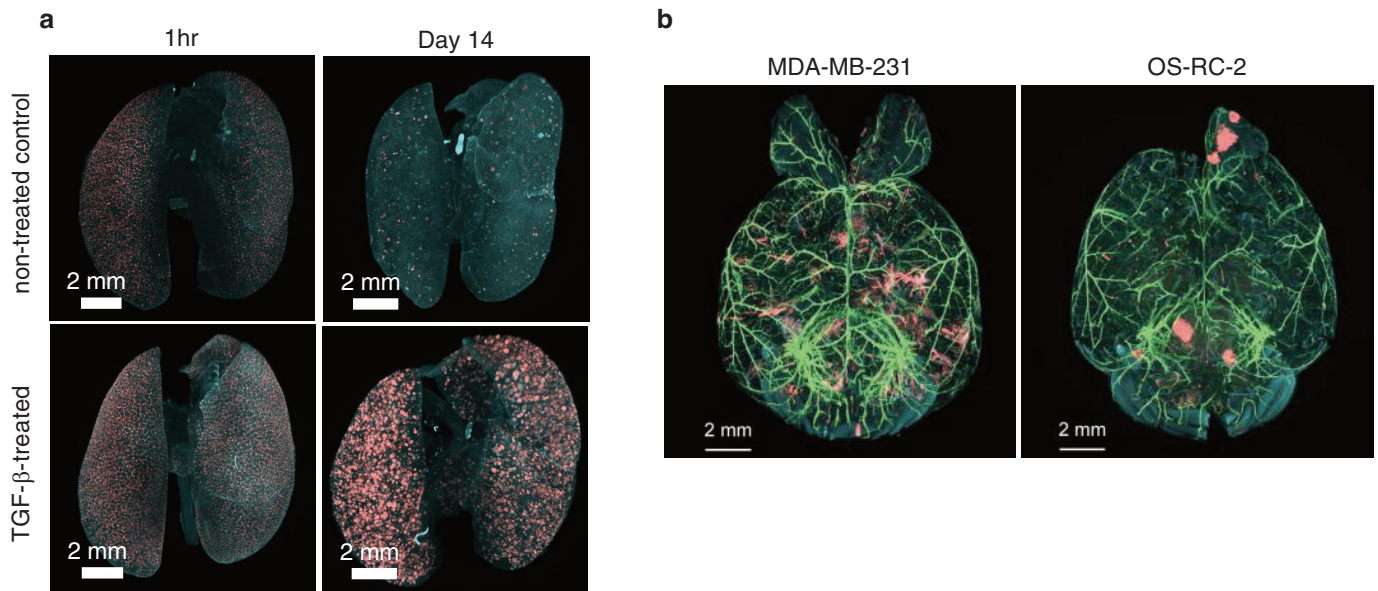 a
1hr
Day 14
non-treated control
2 mm
2 mm
TGF-β-treated
2 mm
2 mm
b
MDA-MB-231
OS-RC-2
2 mm
2 mm